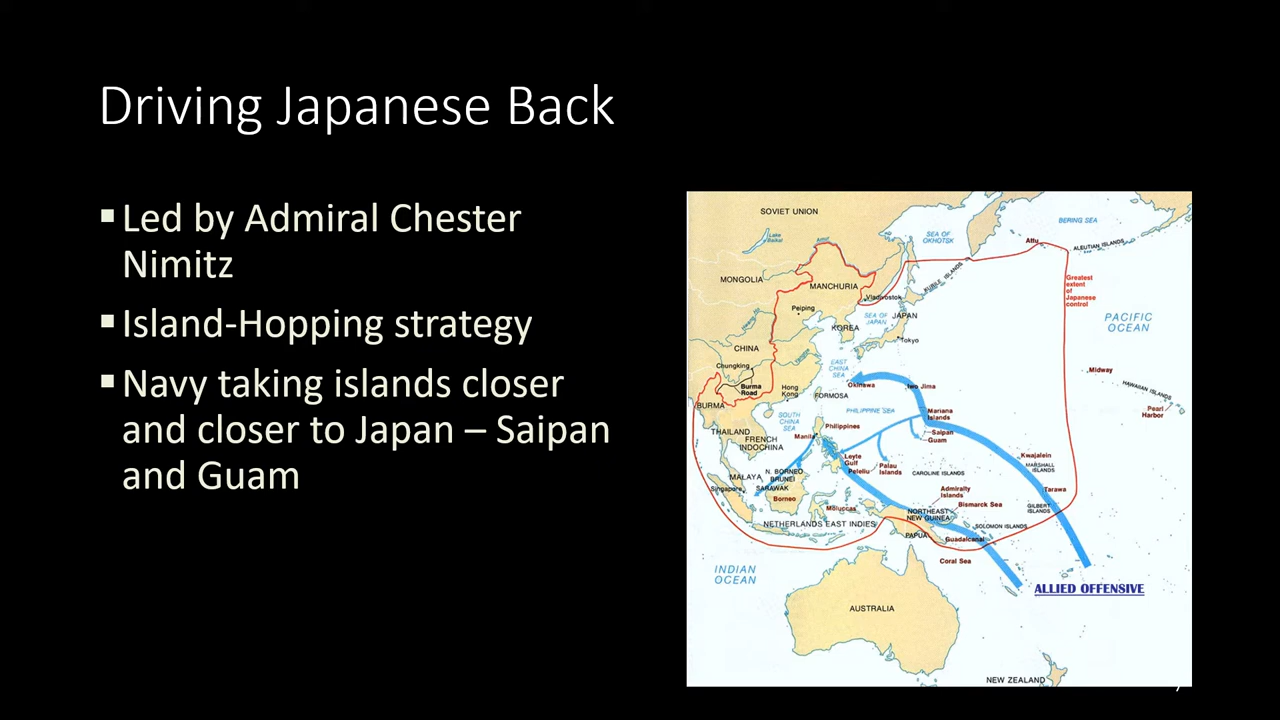 Driving Japanese Back
▪Led by Admiral Chester
Nimitz
▪Island-Hopping strategy
▪Navy taking islands closer
and closer to Japan – Saipan
and Guam
SOVIET UNION
BERING SEA
Lake
Baikal
Amur
SEA OF
OKHOTSK
Attu
ALEUTIAN ISLANDS
MONGOLIA
MANCHURIA
KURILE ISLANDS
Greatest
extent
of
Japanese
control
Vladivostok
Peiping
SEA OF
JAPAN
JAPAN
KOREA
PACIFIC
OCEAN
Tokyo
CHINA
EAST
CHINA
SEA
Chungking
Midway
Burma
Road
Hong
Kong
Okinawa
Iwo Jima
HAWAIIAN ISLANDS
FORMOSA
BURMA
PHILIPPINE SEA
Mariana
Islands
Pearl
Harbor
SOUTH
CHINA
SEA
Philippines
THAILAND
Manila
Saipan
Guam
FRENCH
INDOCHINA
Leyte
Gulf
Peleliu
Palau
Islands
CAROLINE ISLANDS
Kwajalein
MARSHALL
ISLANDS
N. BORNEO
BRUNEI
MALAYA
SARAWAK
Singapore
Borneo
Admiralty
Islands
Tarawa
Bismarck Sea
GILBERT
ISLANDS
Moluccas
NORTHEAST
NEW GUINEA
NETHERLANDS EAST INDIES
SOLOMON ISLANDS
PAPUA
Guadalcanal
Coral Sea
INDIAN
OCEAN
ALLIED OFFENSIVE
AUSTRALIA
NEW ZEALAND